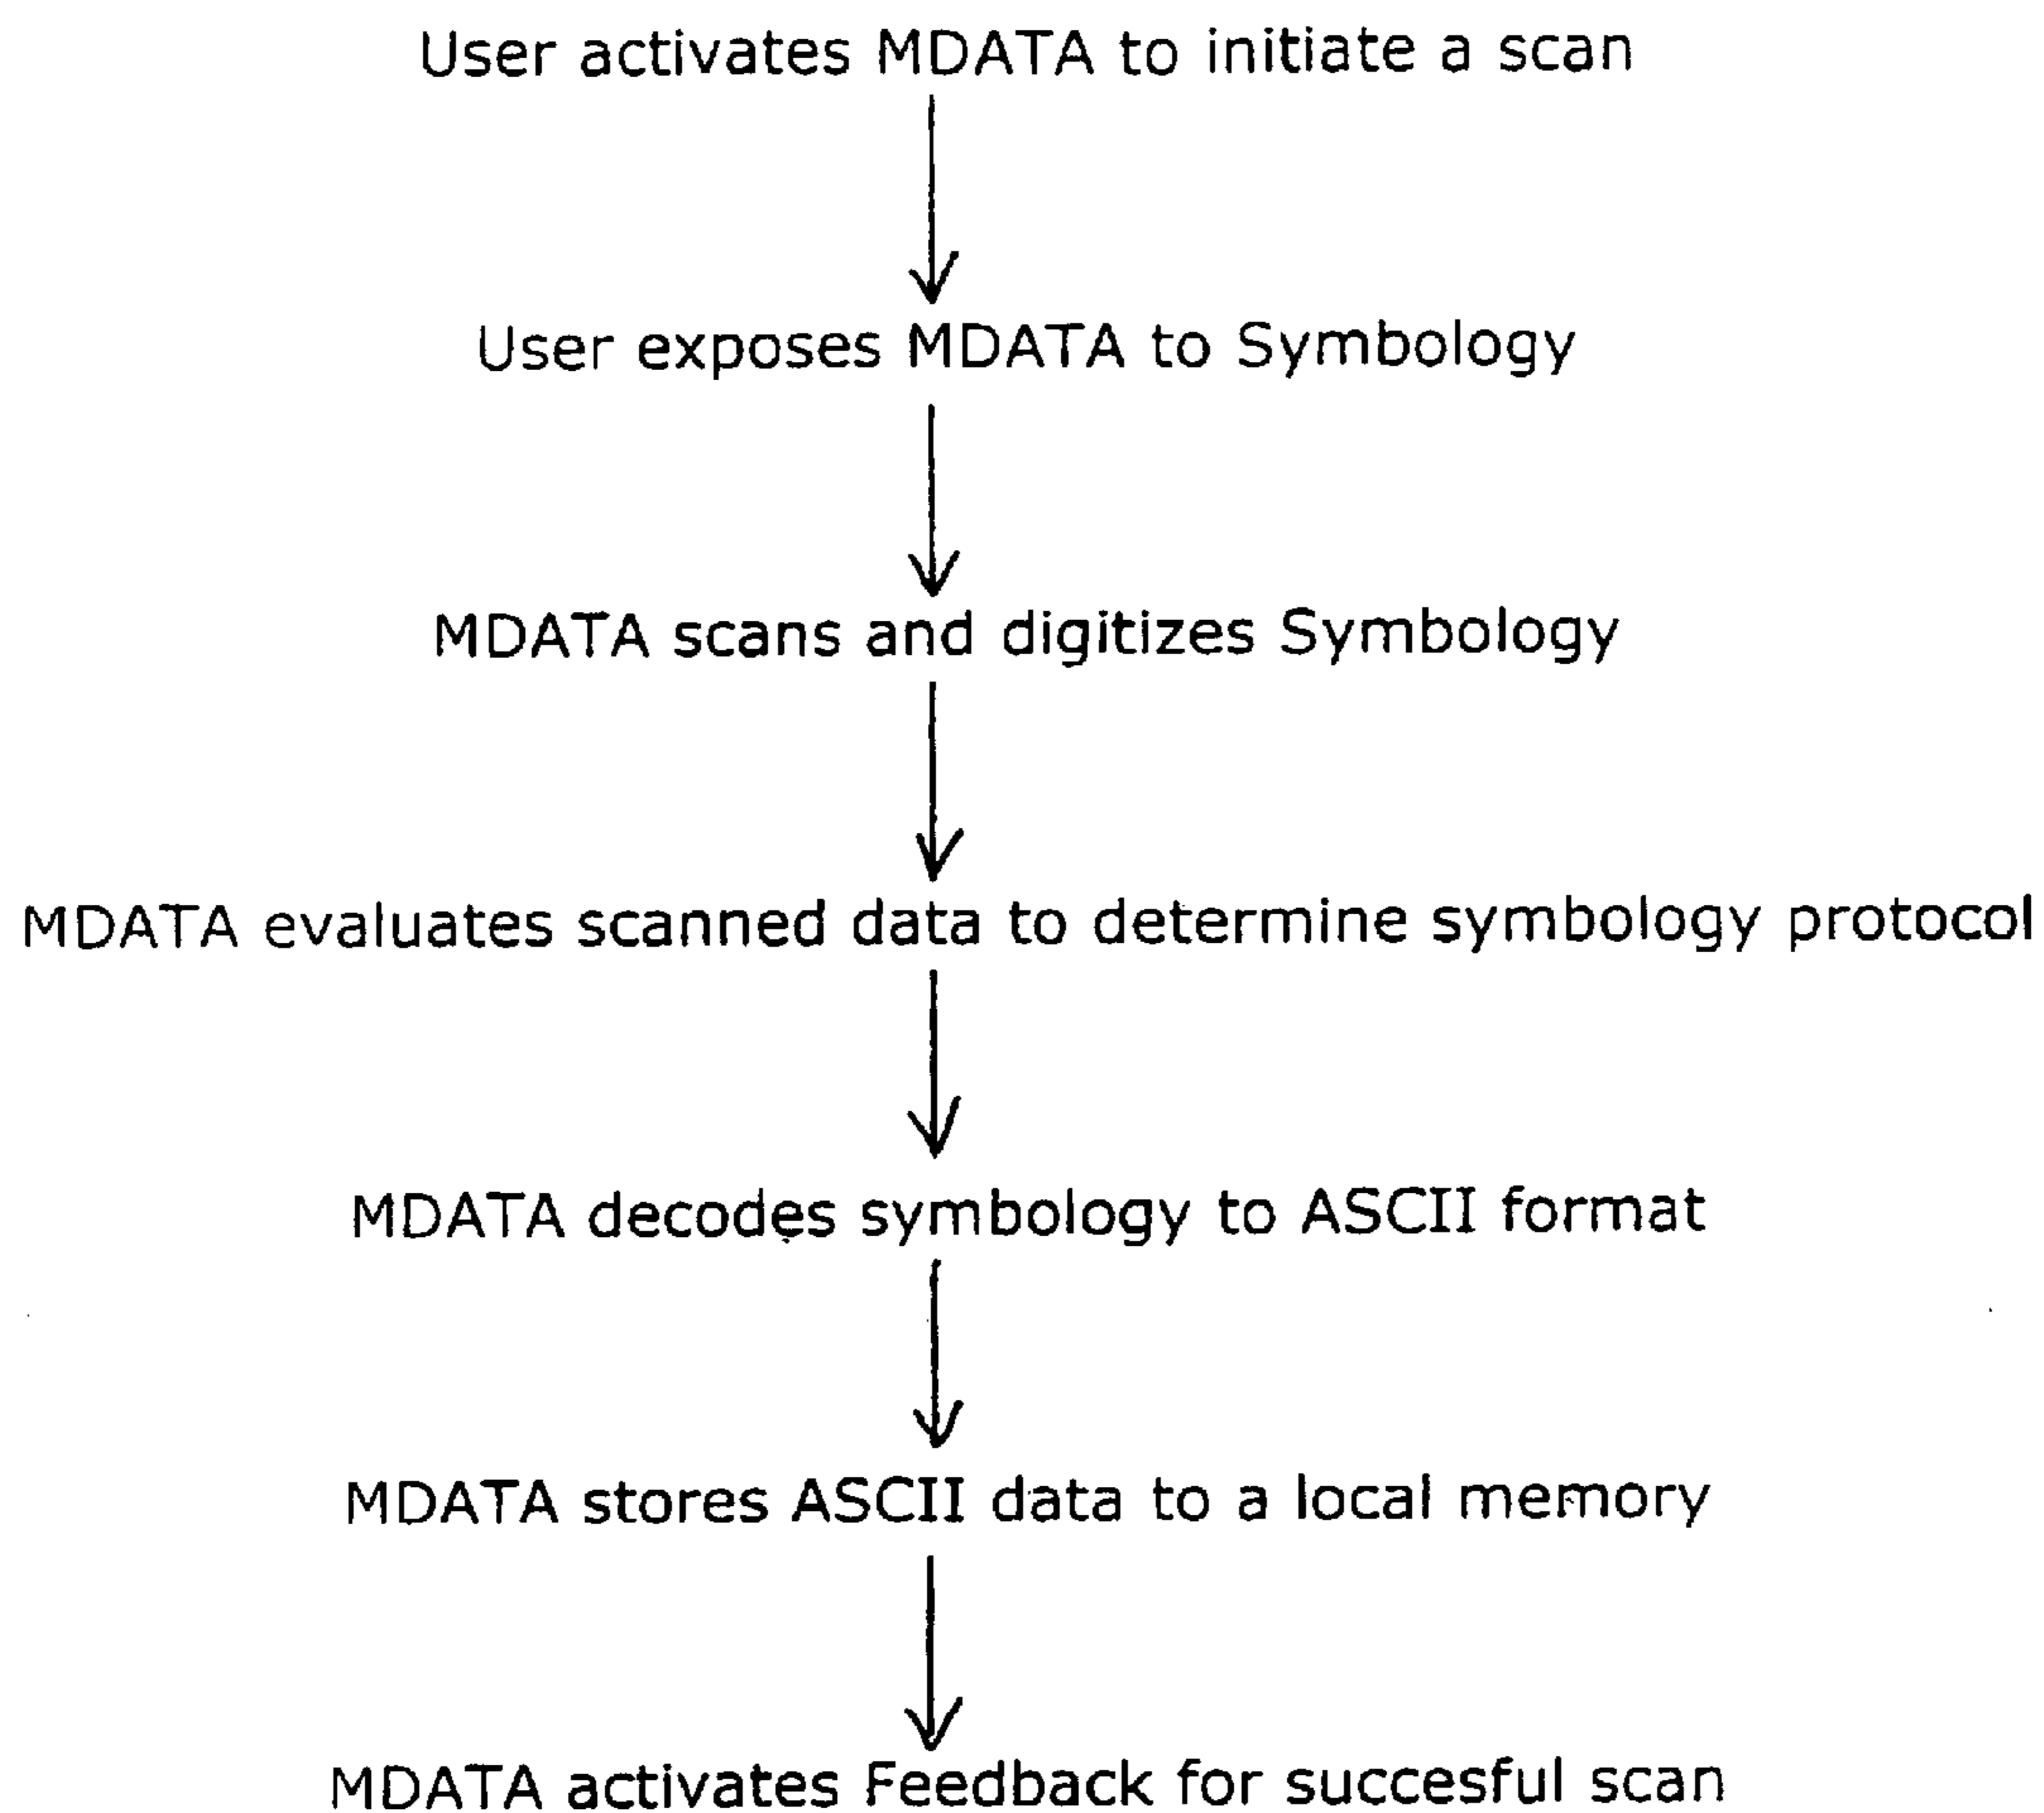 User activates MDATA to initiate a scan
User exposes MDATA to Symbology
MDATA scans and digitizes Symbology
MDATA evaluates scanned data to determine symbology protocol
MDATA decodes symbology to ASCII format
MDATA stores ASCII data to a local memory
MDATA activates Feedback for succesful scan